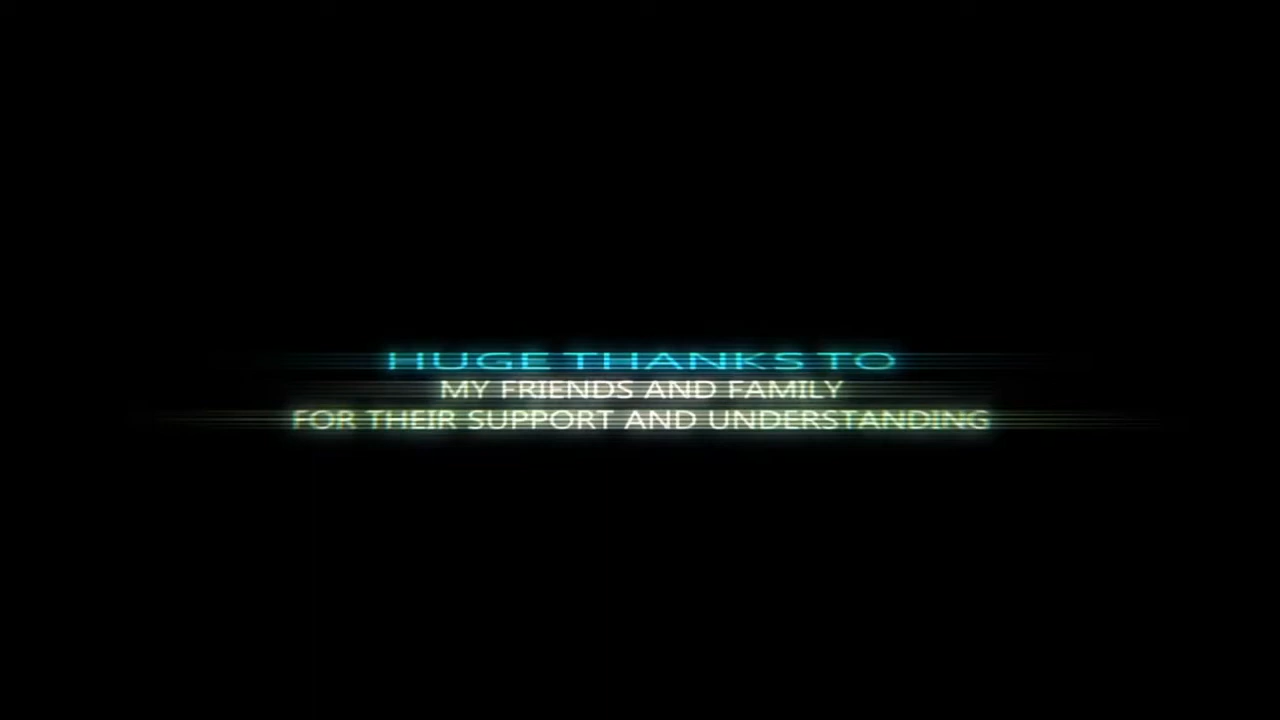 HUGE THANKS TO
MY FRIENDS AND FAMILY
FOR THEIR SUPPORT AND UNDERSTANDING